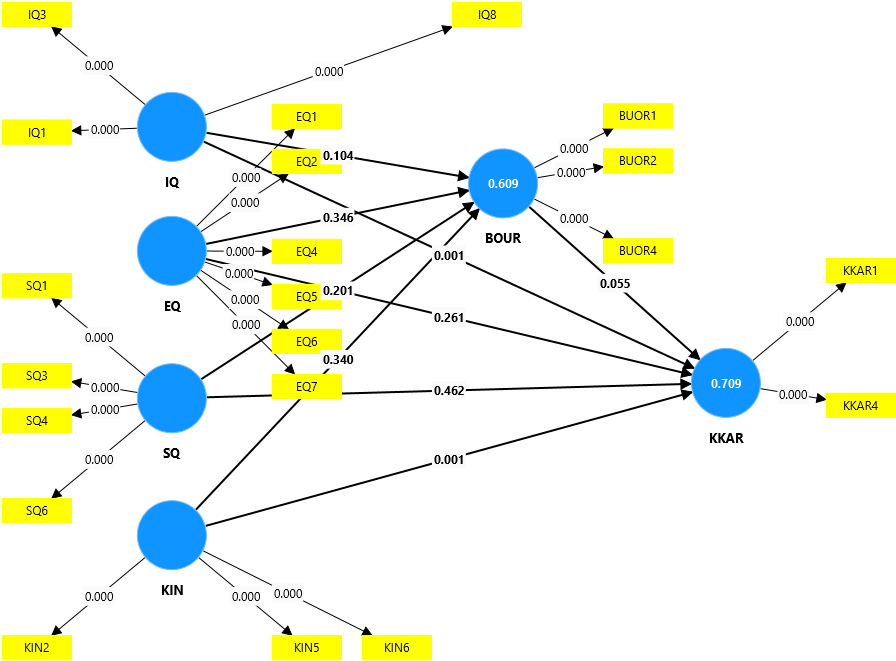 IQ3
IQ8
0.000
0.000
IQ1
0.000
IQ
EQ1
EQ2
0.104
0.000
0.000
0.346
BUOR1
0.000
BUOR2
0.000
0.609
BOUR
0.000
BUOR4
EQ
0.000
EQ4
0.000
EQ5
0.201
0.000
EQ6
0.000
EQ7
0.340
0.001
0.261
0.055
KKAR1
0.000
SQ1
0.000
SQ3
0.000
SQ4
0.000
SQ
0.000
SQ6
0.462
0.709
KKAR
0.000
KKAR4
0.001
KIN
0.000
0.000
0.000
KIN2
KIN5
KIN6